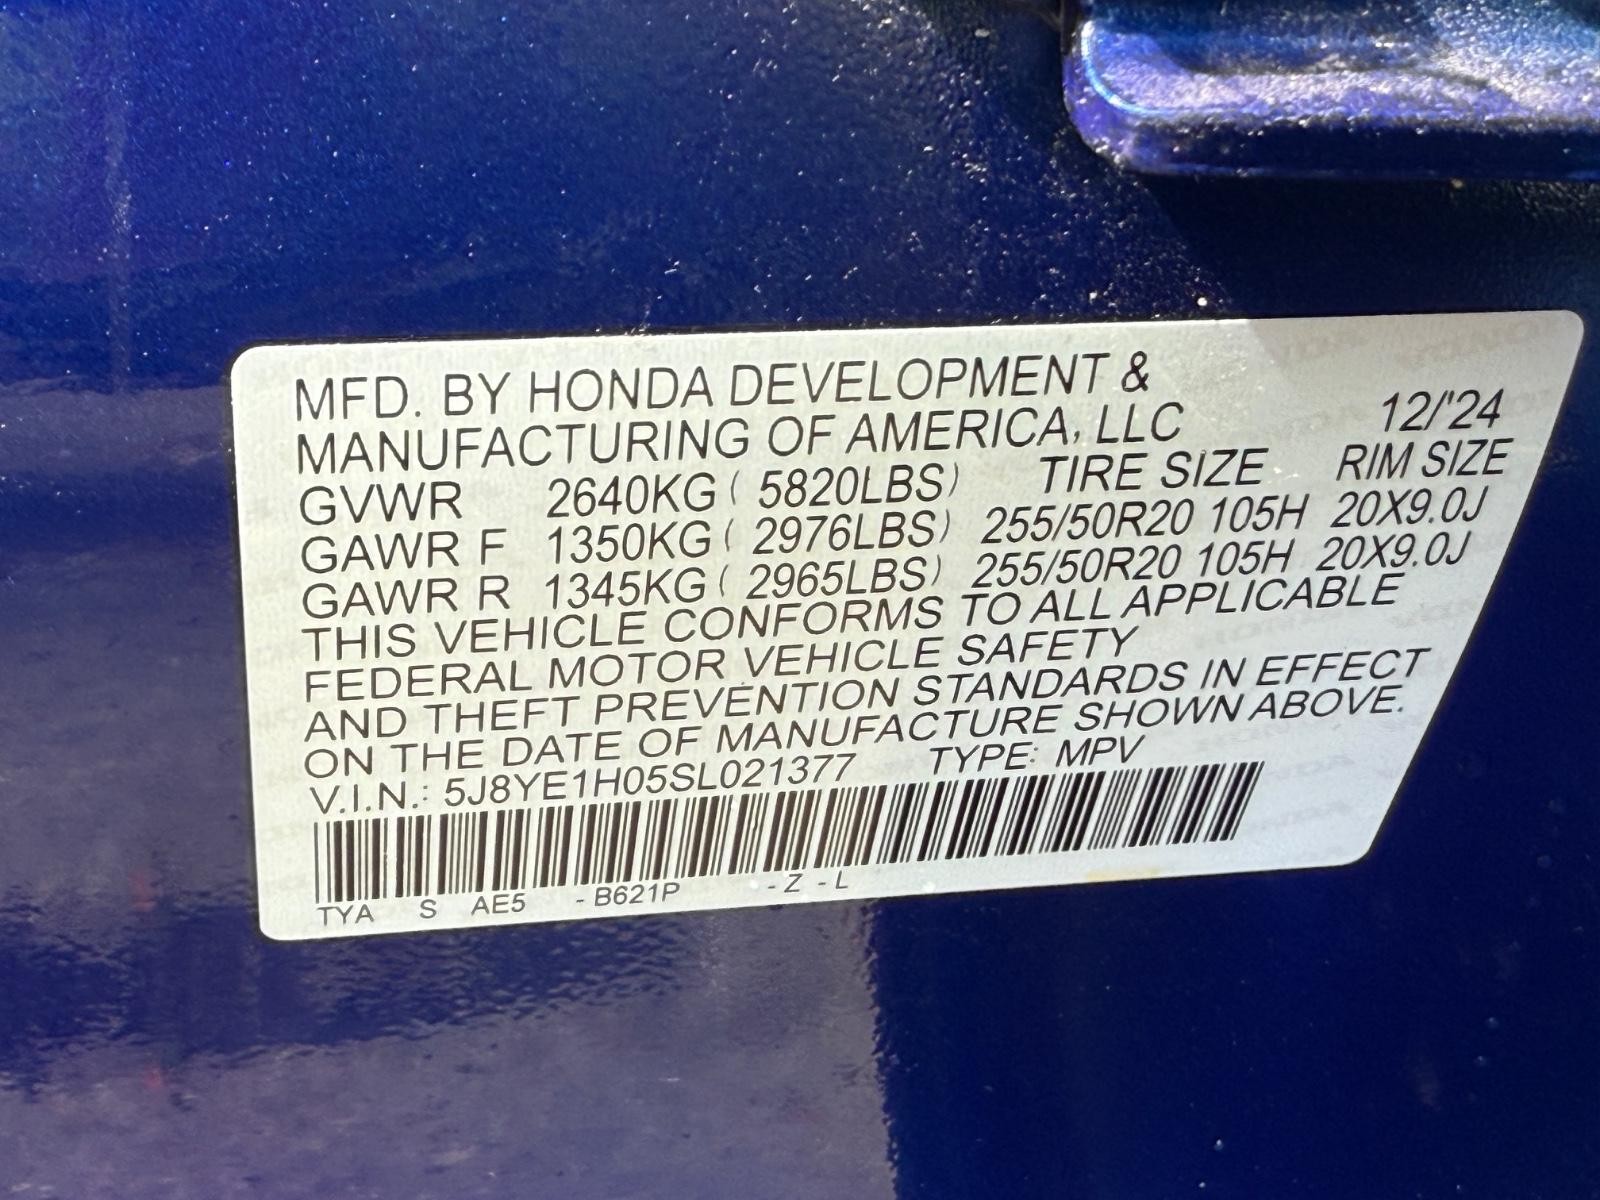 MFD. BY HONDA DEVELOPMENT &
MANUFACTURING OF AMERICA, LLC 12/'24
GVWR 2640KG ( 5820LBS) TIRE SIZE RIM SIZE
GAWR F 1350KG ( 2976LBS) 255/50R20 105H 20X9.0J
GAWR R 1345KG ( 2965LBS) 255/50R20 105H 20X9.0J
THIS VEHICLE CONFORMS TO ALL APPLICABLE
FEDERAL MOTOR VEHICLE SAFETY
AND THEFT PREVENTION STANDARDS IN EFFECT
ON THE DATE OF MANUFACTURE SHOWN ABOVE.
V.I.N.: 5J8YE1H05SL021377 TYPE: MPV
TYA S AE5 - B621P - Z - L